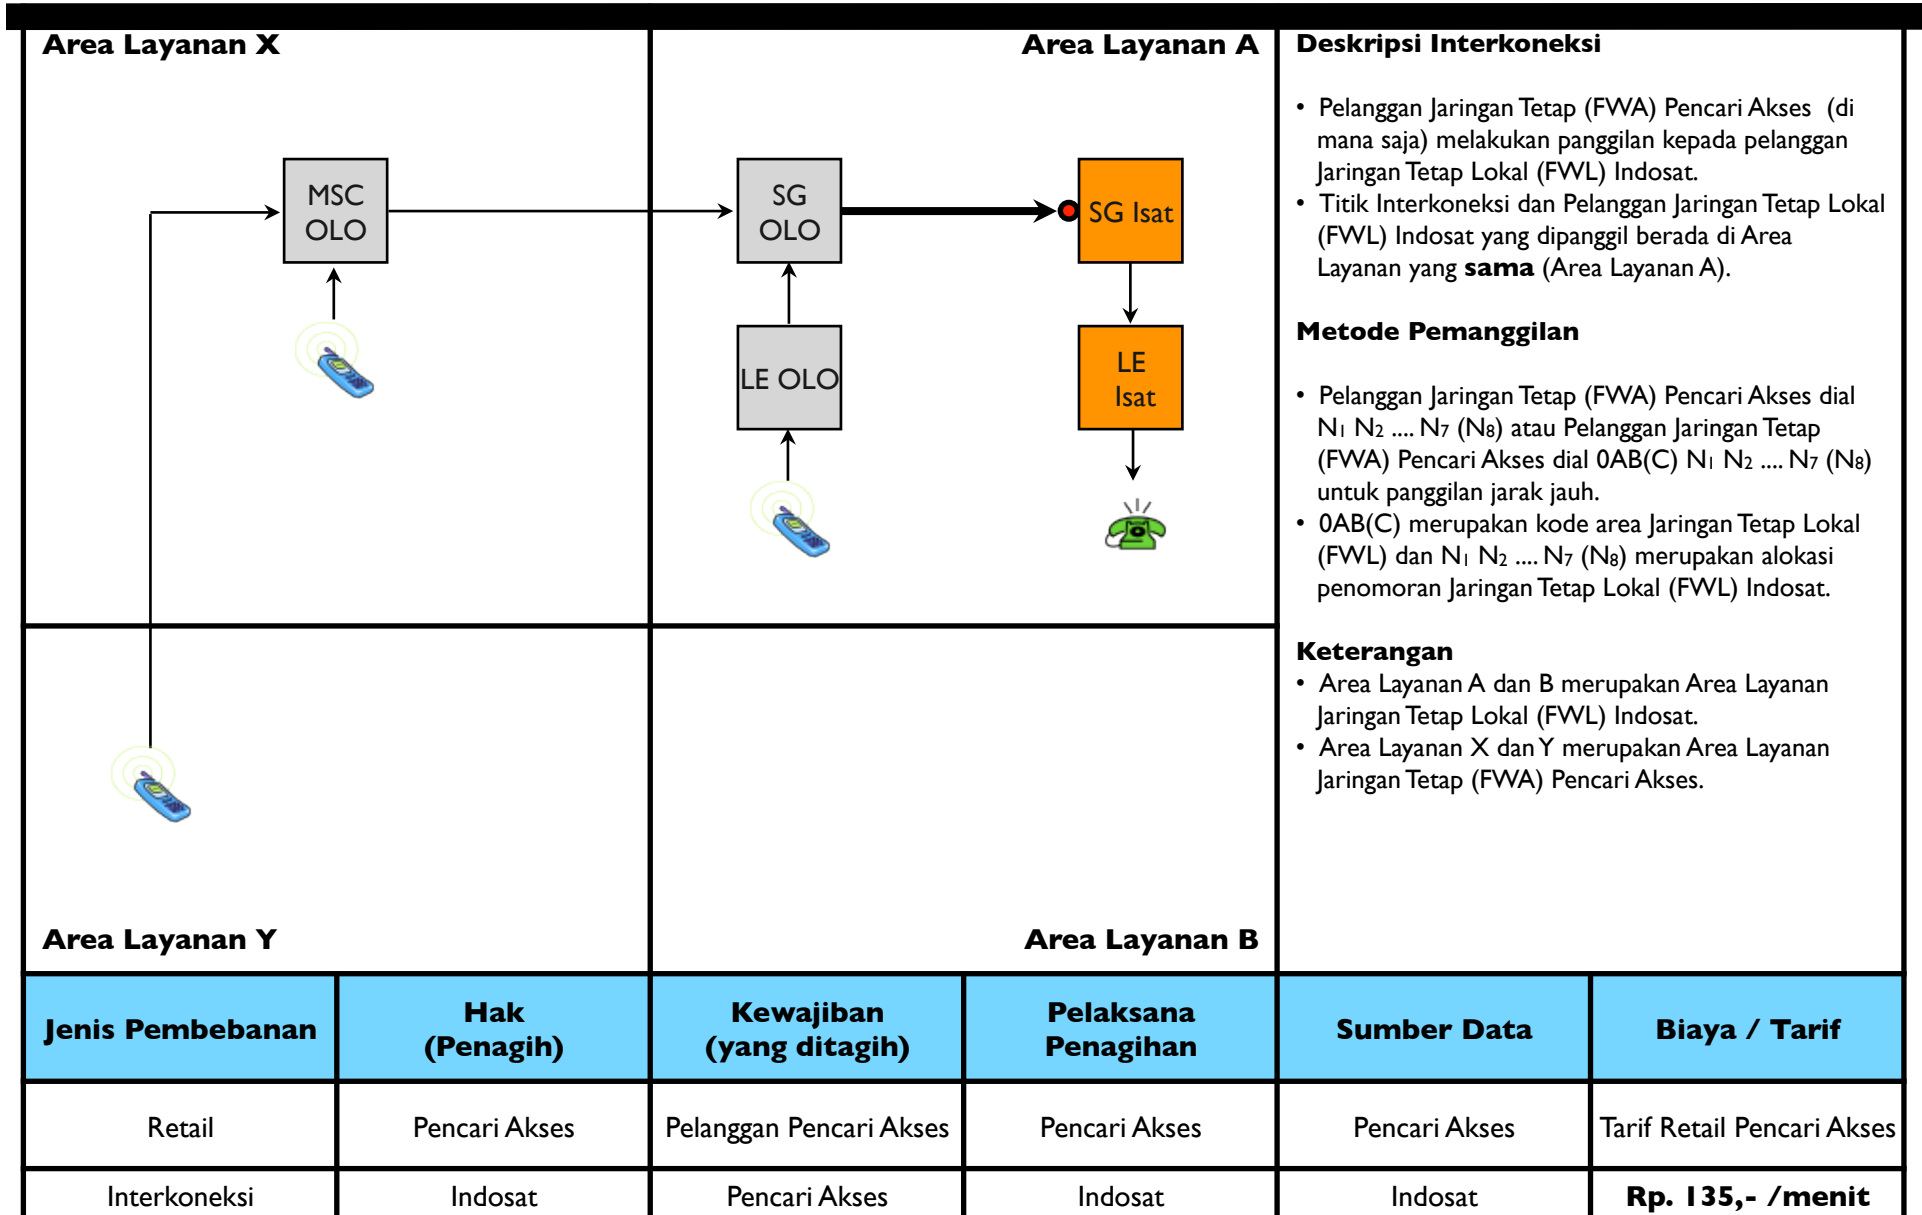 Area Layanan X
Area Layanan A
MSC
OLO
SG
OLO
SG Isat
LE OLO
LE
Isat
Area Layanan Y
Area Layanan B
Deskripsi Interkoneksi
• Pelanggan Jaringan Tetap (FWA) Pencari Akses (di
mana saja) melakukan panggilan kepada pelanggan
Jaringan Tetap Lokal (FWL) Indosat.
• Titik Interkoneksi dan Pelanggan Jaringan Tetap Lokal
(FWL) Indosat yang dipanggil berada di Area
Layanan yang sama (Area Layanan A).
Metode Pemanggilan
• Pelanggan Jaringan Tetap (FWA) Pencari Akses dial
N₁ N₂ .... N₇ (N₈) atau Pelanggan Jaringan Tetap
(FWA) Pencari Akses dial 0AB(C) N₁ N₂ .... N₇ (N₈)
untuk panggilan jarak jauh.
• 0AB(C) merupakan kode area Jaringan Tetap Lokal
(FWL) dan N₁ N₂ .... N₇ (N₈) merupakan alokasi
penomoran Jaringan Tetap Lokal (FWL) Indosat.
Keterangan
• Area Layanan A dan B merupakan Area Layanan
Jaringan Tetap Lokal (FWL) Indosat.
• Area Layanan X dan Y merupakan Area Layanan
Jaringan Tetap (FWA) Pencari Akses.
Jenis Pembebanan
Hak
(Penagih)
Kewajiban
(yang ditagih)
Pelaksana
Penagihan
Sumber Data
Biaya / Tarif
Retail
Pencari Akses
Pelanggan Pencari Akses
Pencari Akses
Pencari Akses
Tarif Retail Pencari Akses
Interkoneksi
Indosat
Pencari Akses
Indosat
Indosat
Rp. 135,- /menit